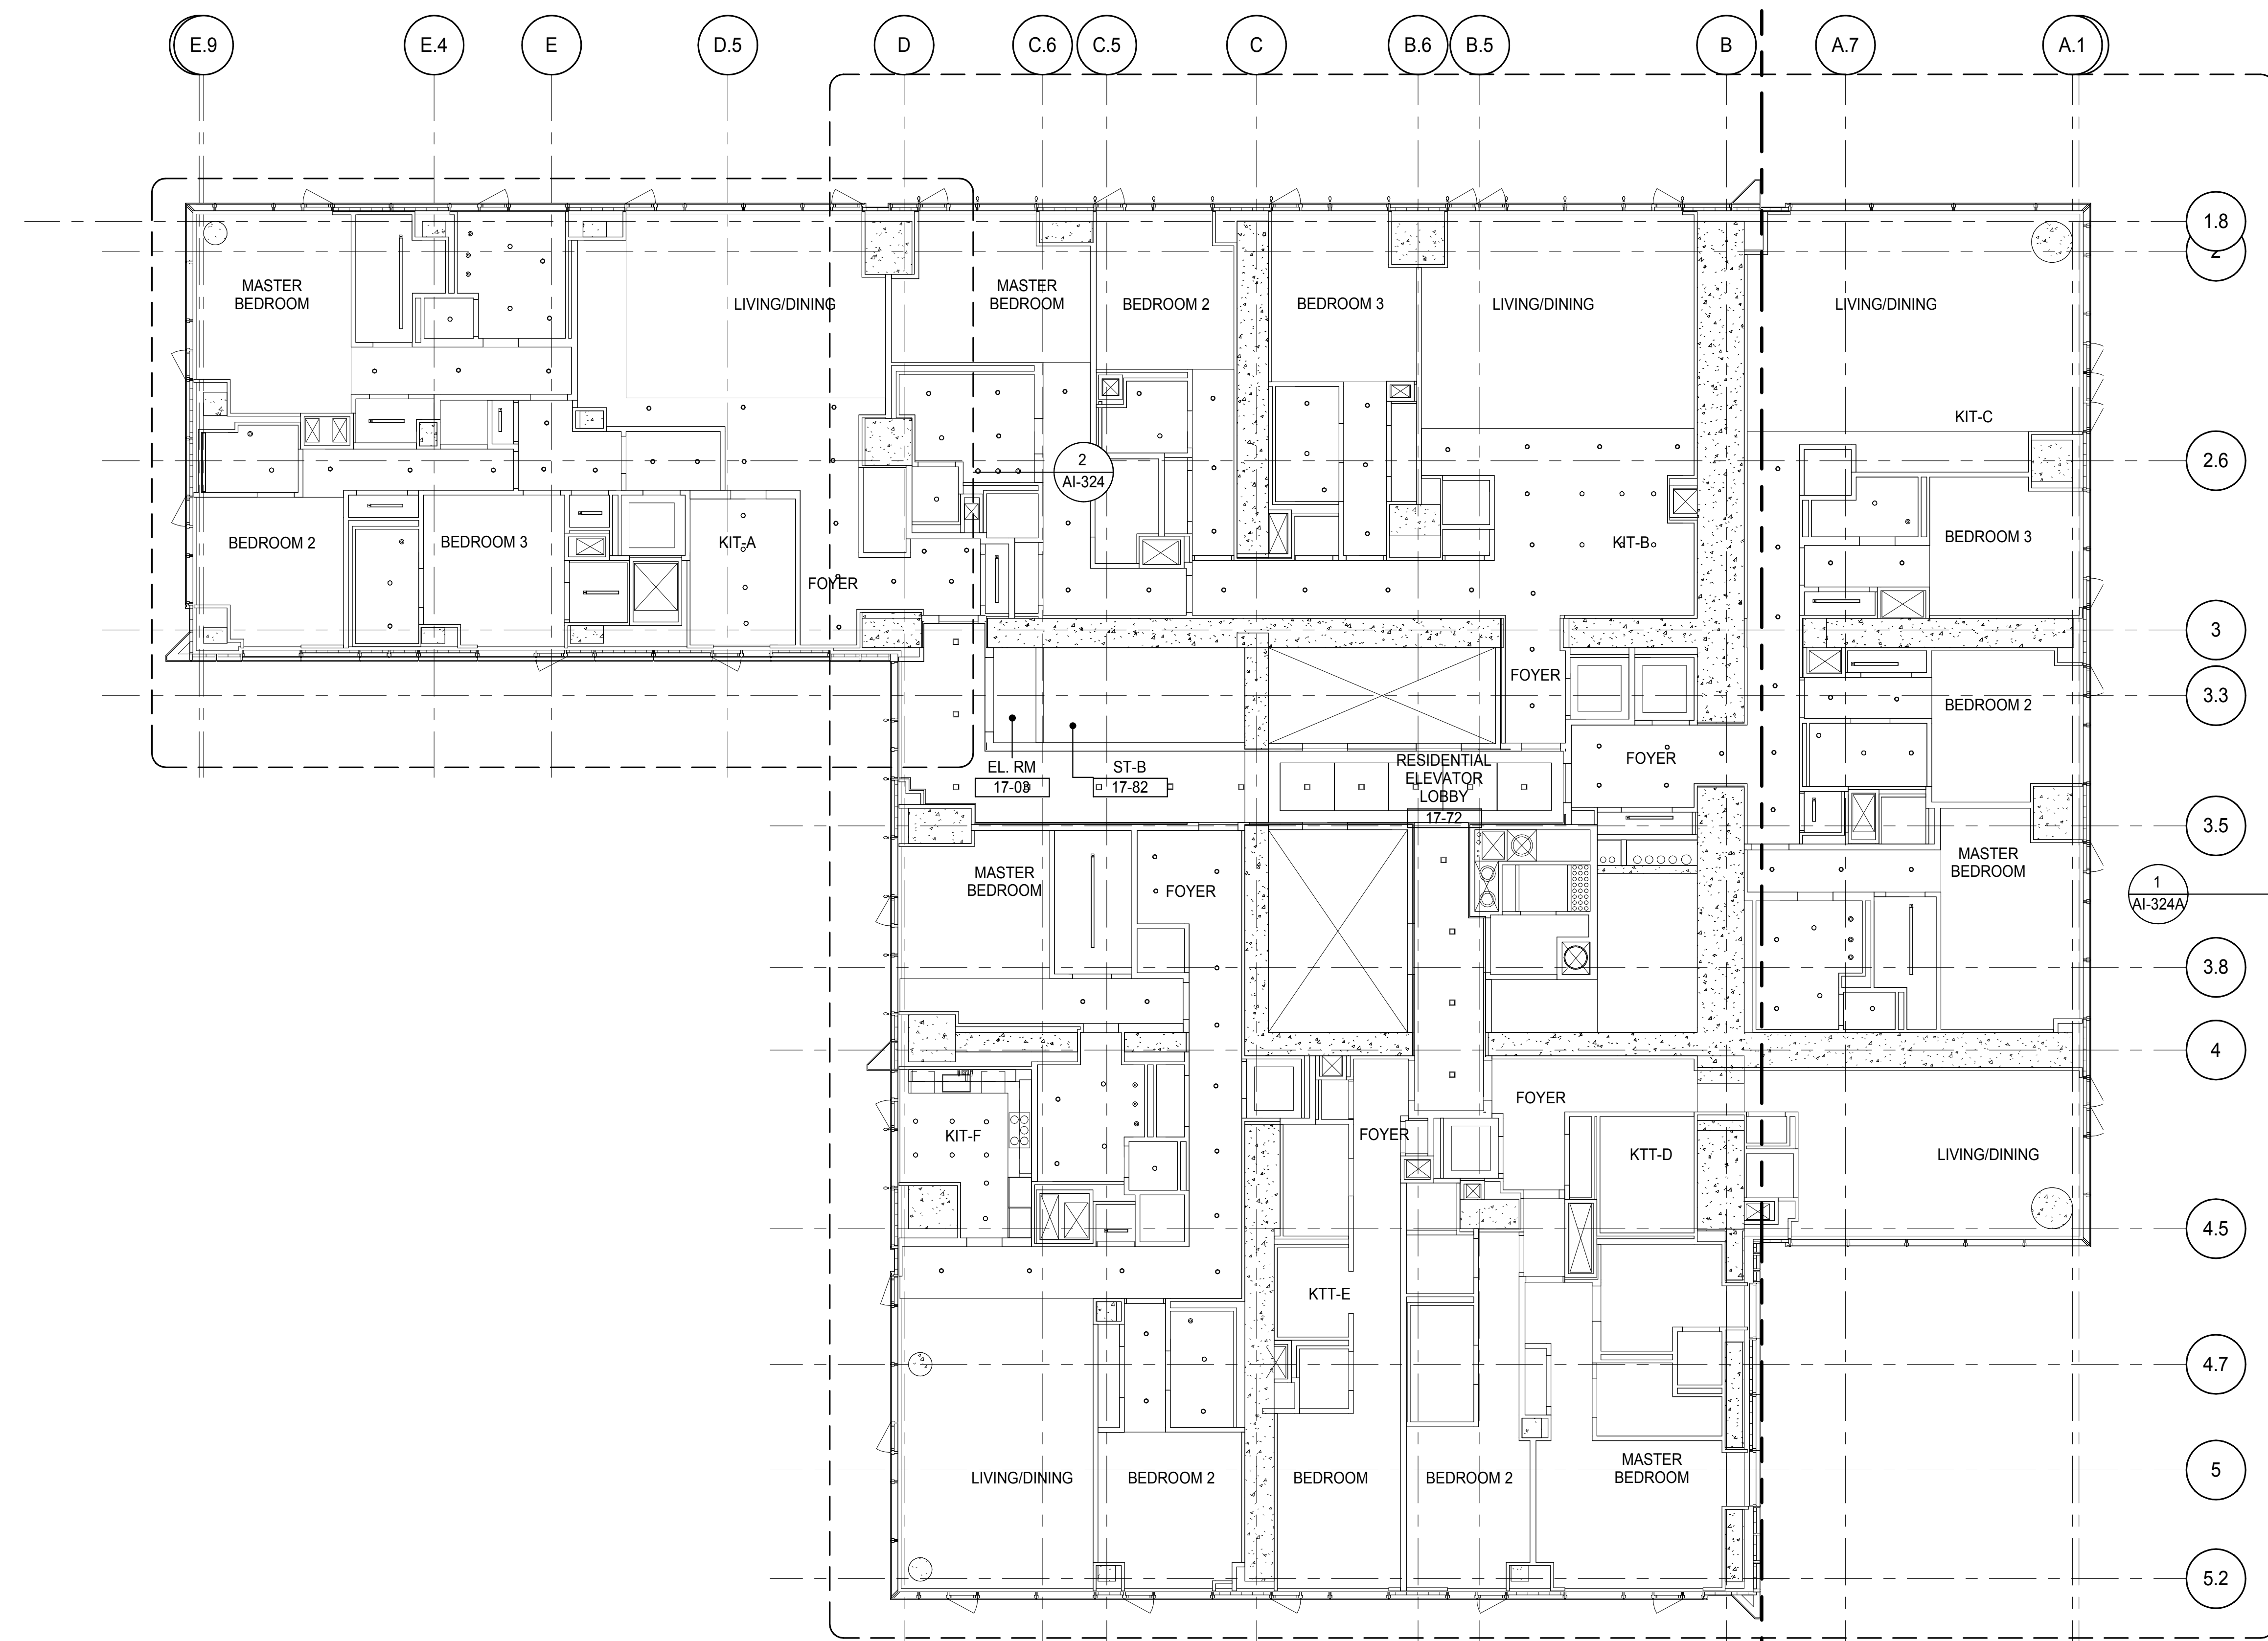 E.9
E.4
E
D.5
D
C.6
C.5
C
B.6
B.5
B
A.7
A.1
1.8
2
MASTER
BEDROOM
LIVING/DINING
MASTER
BEDROOM
BEDROOM 2
BEDROOM 3
LIVING/DINING
LIVING/DINING
KIT-C
2
AI-324
2.6
BEDROOM 2
BEDROOM 3
KIT-A
FOYER
KIT-B
BEDROOM 3
3
FOYER
BEDROOM 2
3.3
EL. RM
17-03
ST-B
17-82
RESIDENTIAL
ELEVATOR
LOBBY
17-72
FOYER
3.5
MASTER
BEDROOM
FOYER
MASTER
BEDROOM
1
AI-324A
3.8
4
KIT-F
FOYER
FOYER
KTT-D
LIVING/DINING
4.5
KTT-E
4.7
LIVING/DINING
BEDROOM 2
BEDROOM
BEDROOM 2
MASTER
BEDROOM
5
5.2